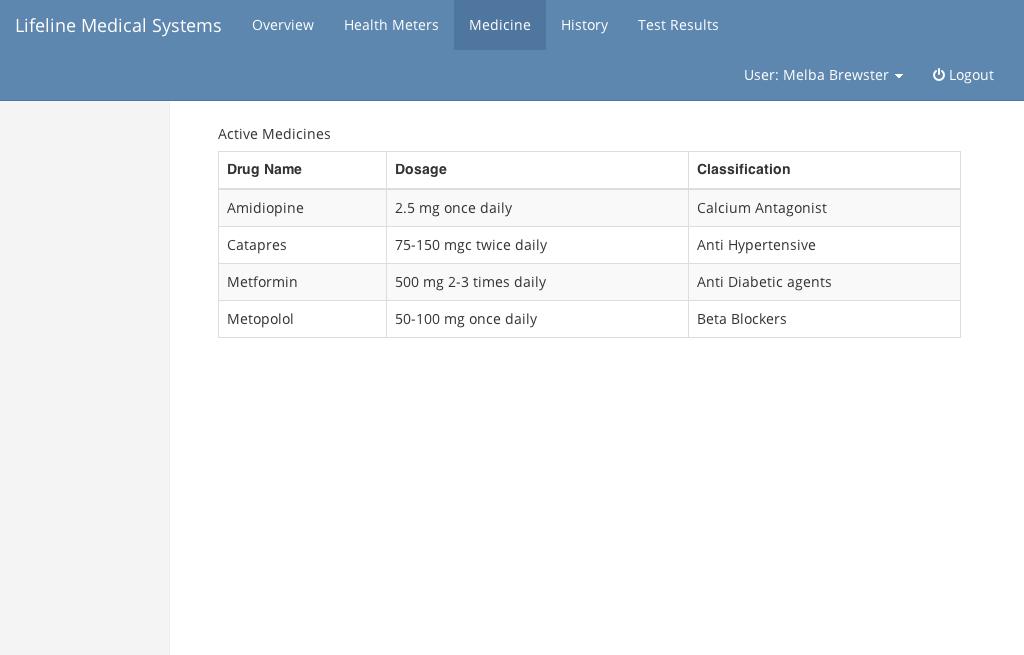 Lifeline Medical Systems Overview Health Meters Medicine History Test Results
User: Melba Brewster Logout
Active Medicines
Drug Name Dosage Classification
Amidiopine 2.5 mg once daily Calcium Antagonist
Catapres 75-150 mgc twice daily Anti Hypertensive
Metformin 500 mg 2-3 times daily Anti Diabetic agents
Metopolol 50-100 mg once daily Beta Blockers